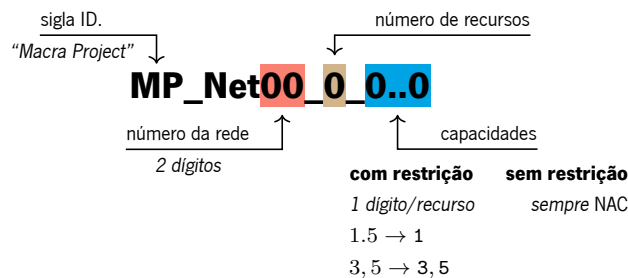 sigla ID.
número de recursos
“Macra Project”
MP_Net00_0_0..0
número da rede
capacidades
2 dígitos
com restrição sem restrição
1 dígito/recurso sempre NAC
1.5 → 1
3, 5 → 3, 5